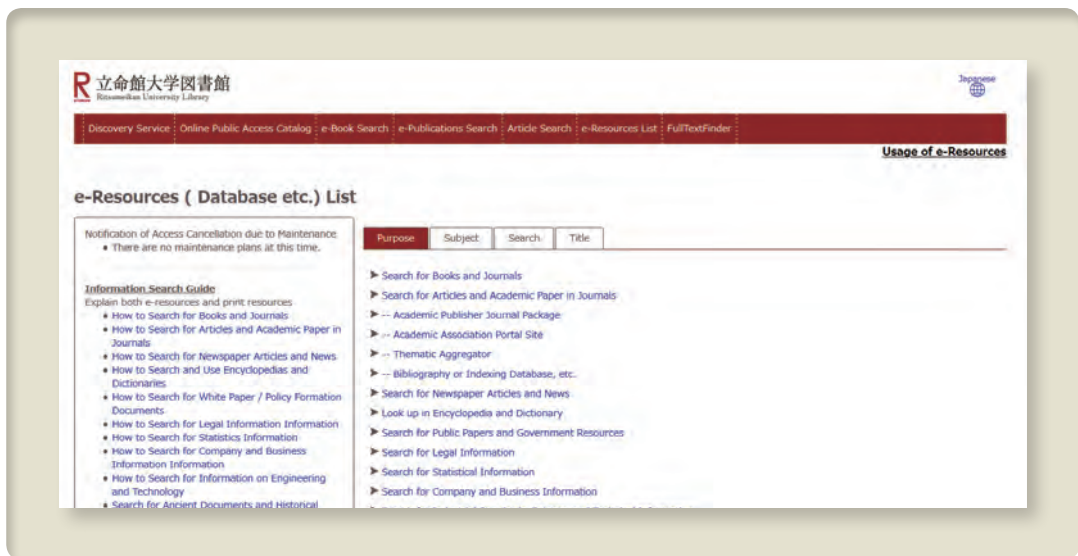 立命館大学図書館
Ritsumeikan University Library
Japanese
Discovery Service
Online Public Access Catalog
e-Book Search
e-Publications Search
Article Search
e-Resources List
FullTextFinder
Usage of e-Resources
e-Resources ( Database etc.) List
Notification of Access Cancellation due to Maintenance
• There are no maintenance plans at this time.
Information Search Guide
Explain both e-resources and print resources
• How to Search for Books and Journals
• How to Search for Articles and Academic Paper in
Journals
• How to Search for Newspaper Articles and News
• How to Search and Use Encyclopedias and
Dictionaries
• How to Search for White Paper / Policy Formation
Documents
• How to Search for Legal Information Information
• How to Search for Statistics Information
• How to Search for Company and Business
Information Information
• How to Search for Information on Engineering
and Technology
• Search for Ancient Documents and Historical
Purpose
Subject
Search
Title
➤ Search for Books and Journals
➤ Search for Articles and Academic Paper in Journals
➤ -- Academic Publisher Journal Package
➤ -- Academic Association Portal Site
➤ -- Thematic Aggregator
➤ -- Bibliography or Indexing Database, etc.
➤ Search for Newspaper Articles and News
➤ Look up in Encyclopedia and Dictionary
➤ Search for Public Papers and Government Resources
➤ Search for Legal Information
➤ Search for Statistical Information
➤ Search for Company and Business Information